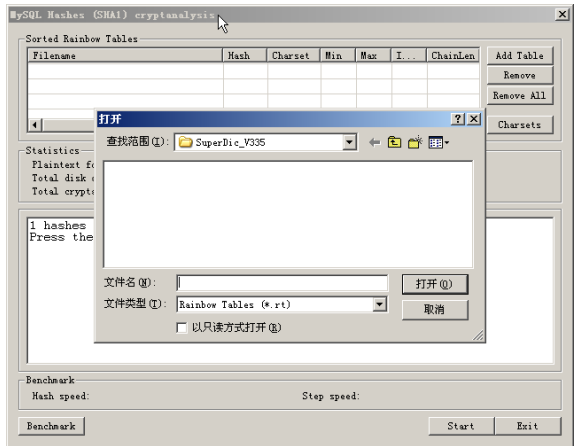 MySQL Hashes (SHA1) cryptanalysis
Sorted Rainbow Tables
Filename Hash Charset Min Max I... ChainLen
Add Table
Remove
Remove All
Charsets
打开
查找范围(I): SuperDic_V335
Statistics
Plaintext fo
Total disk
Total crypt
1 hashes
Press the
文件名(N):
打开(O)
文件类型(T): Rainbow Tables (*.rt)
取消
以只读方式打开(R)
Benchmark
Hash speed: Step speed:
Benchmark Start Exit